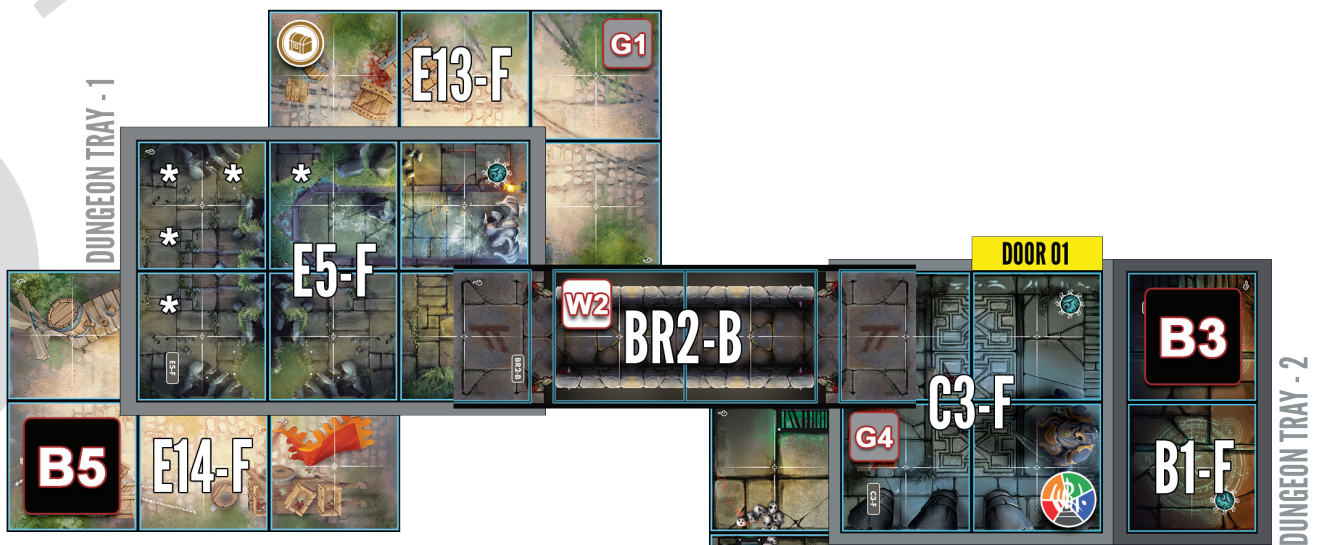 DUNGEON TRAY - 1
E13-F
G1
*
*
*
E5-F
*
*
E5-F
BR2-B
W2
BR2-B
DOOR 01
B3
C3-F
G4
C3-F
B1-F
B5
E14-F
DUNGEON TRAY - 2